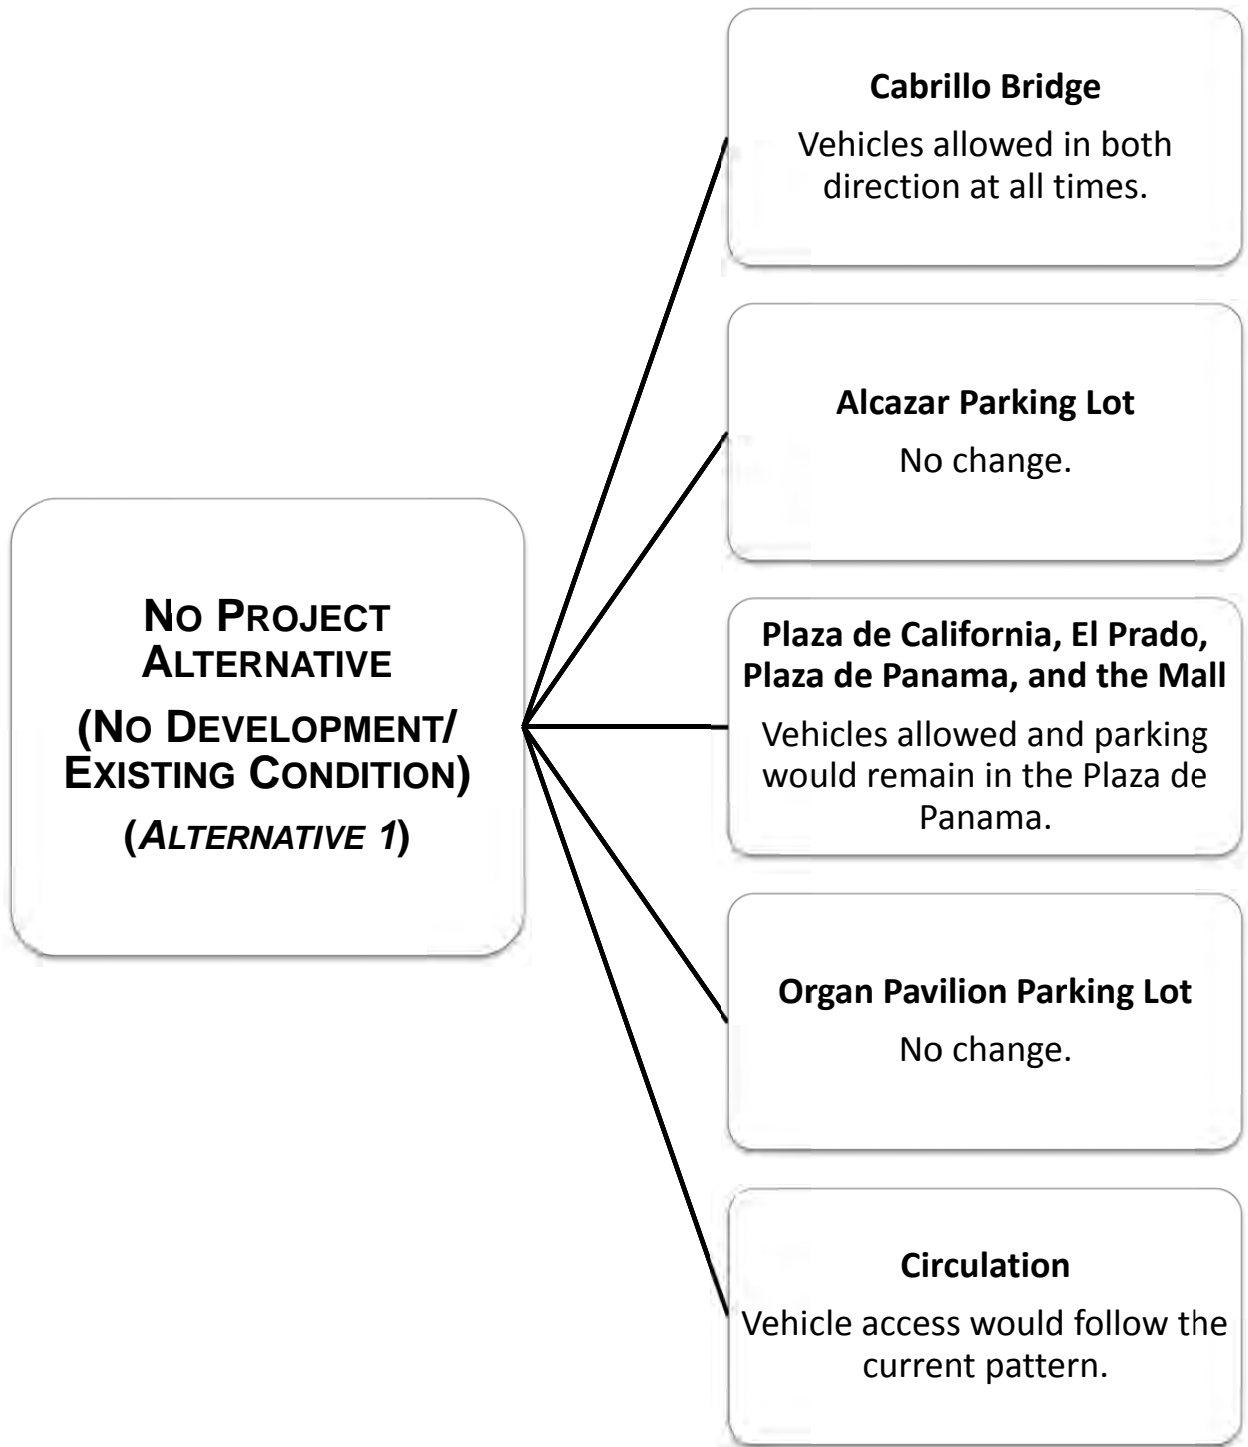 Cabrillo Bridge
Vehicles allowed in both
direction at all times.
Alcazar Parking Lot
No change.
NO PROJECT
ALTERNATIVE
(NO DEVELOPMENT/
EXISTING CONDITION)
(ALTERNATIVE 1)
Plaza de California, El Prado,
Plaza de Panama, and the Mall
Vehicles allowed and parking
would remain in the Plaza de
Panama.
Organ Pavilion Parking Lot
No change.
Circulation
Vehicle access would follow the
current pattern.